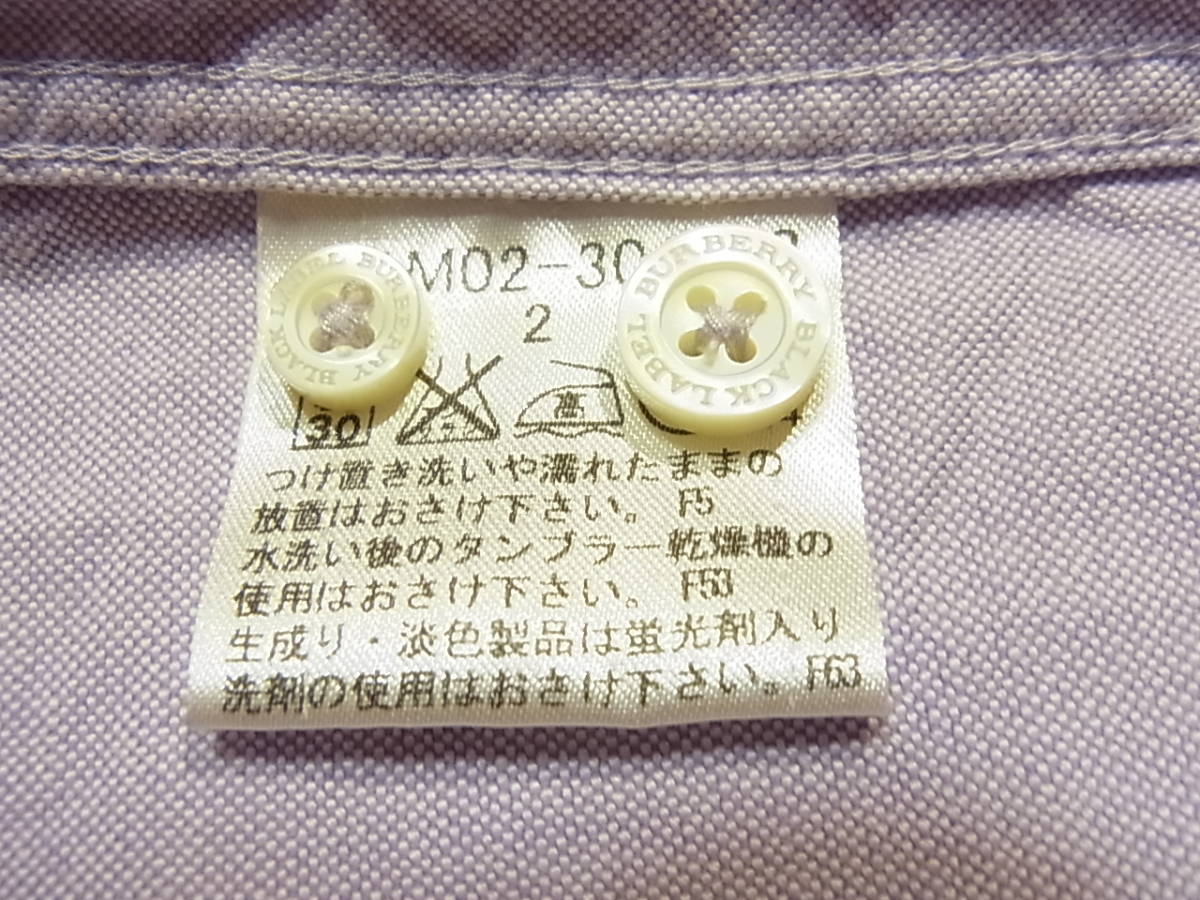 M02-30
2
BURBERRY BLACK LABEL
BURBERRY BLACK LABEL
30
つけ置き洗いや濡れたままの
放置はおさけ下さい。 F5
水洗い後のタンブラー乾燥機の
使用はおさけ下さい。 F53
生成り・淡色製品は蛍光剤入り
洗剤の使用はおさけ下さい。 F63